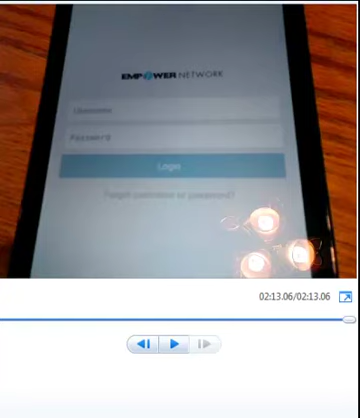 EMPOWER NETWORK
Username
Password
Login
Forgot username or password?
02:13.06/02:13.06